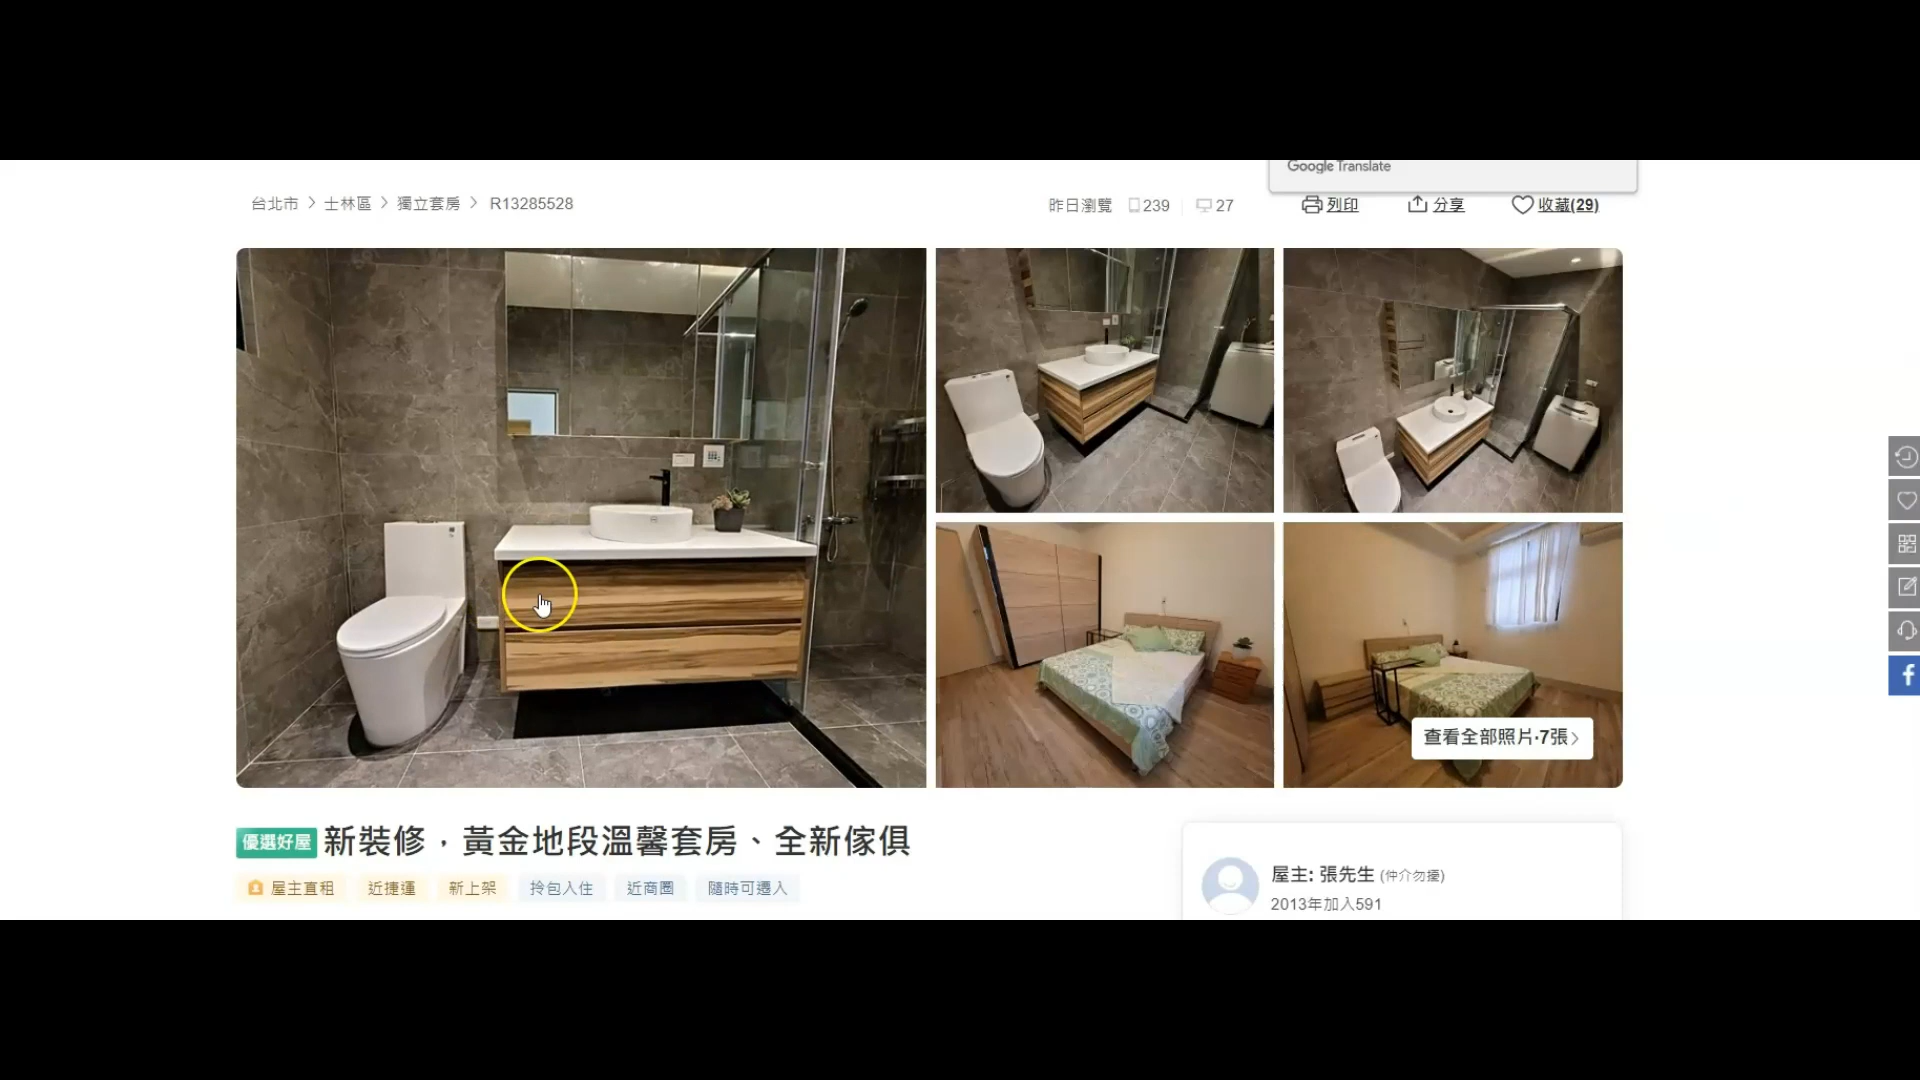 Google Translate
台北市 > 士林區 > 獨立套房 > R13285528
昨日瀏覽 239 27
列印
分享
收藏(29)
查看全部照片·7張>
優選好屋 新裝修，黃金地段溫馨套房、全新傢俱
屋主直租 近捷運 新上架 拎包入住 近商圈 隨時可遷入
屋主: 張先生 (仲介勿擾)
2013年加入591